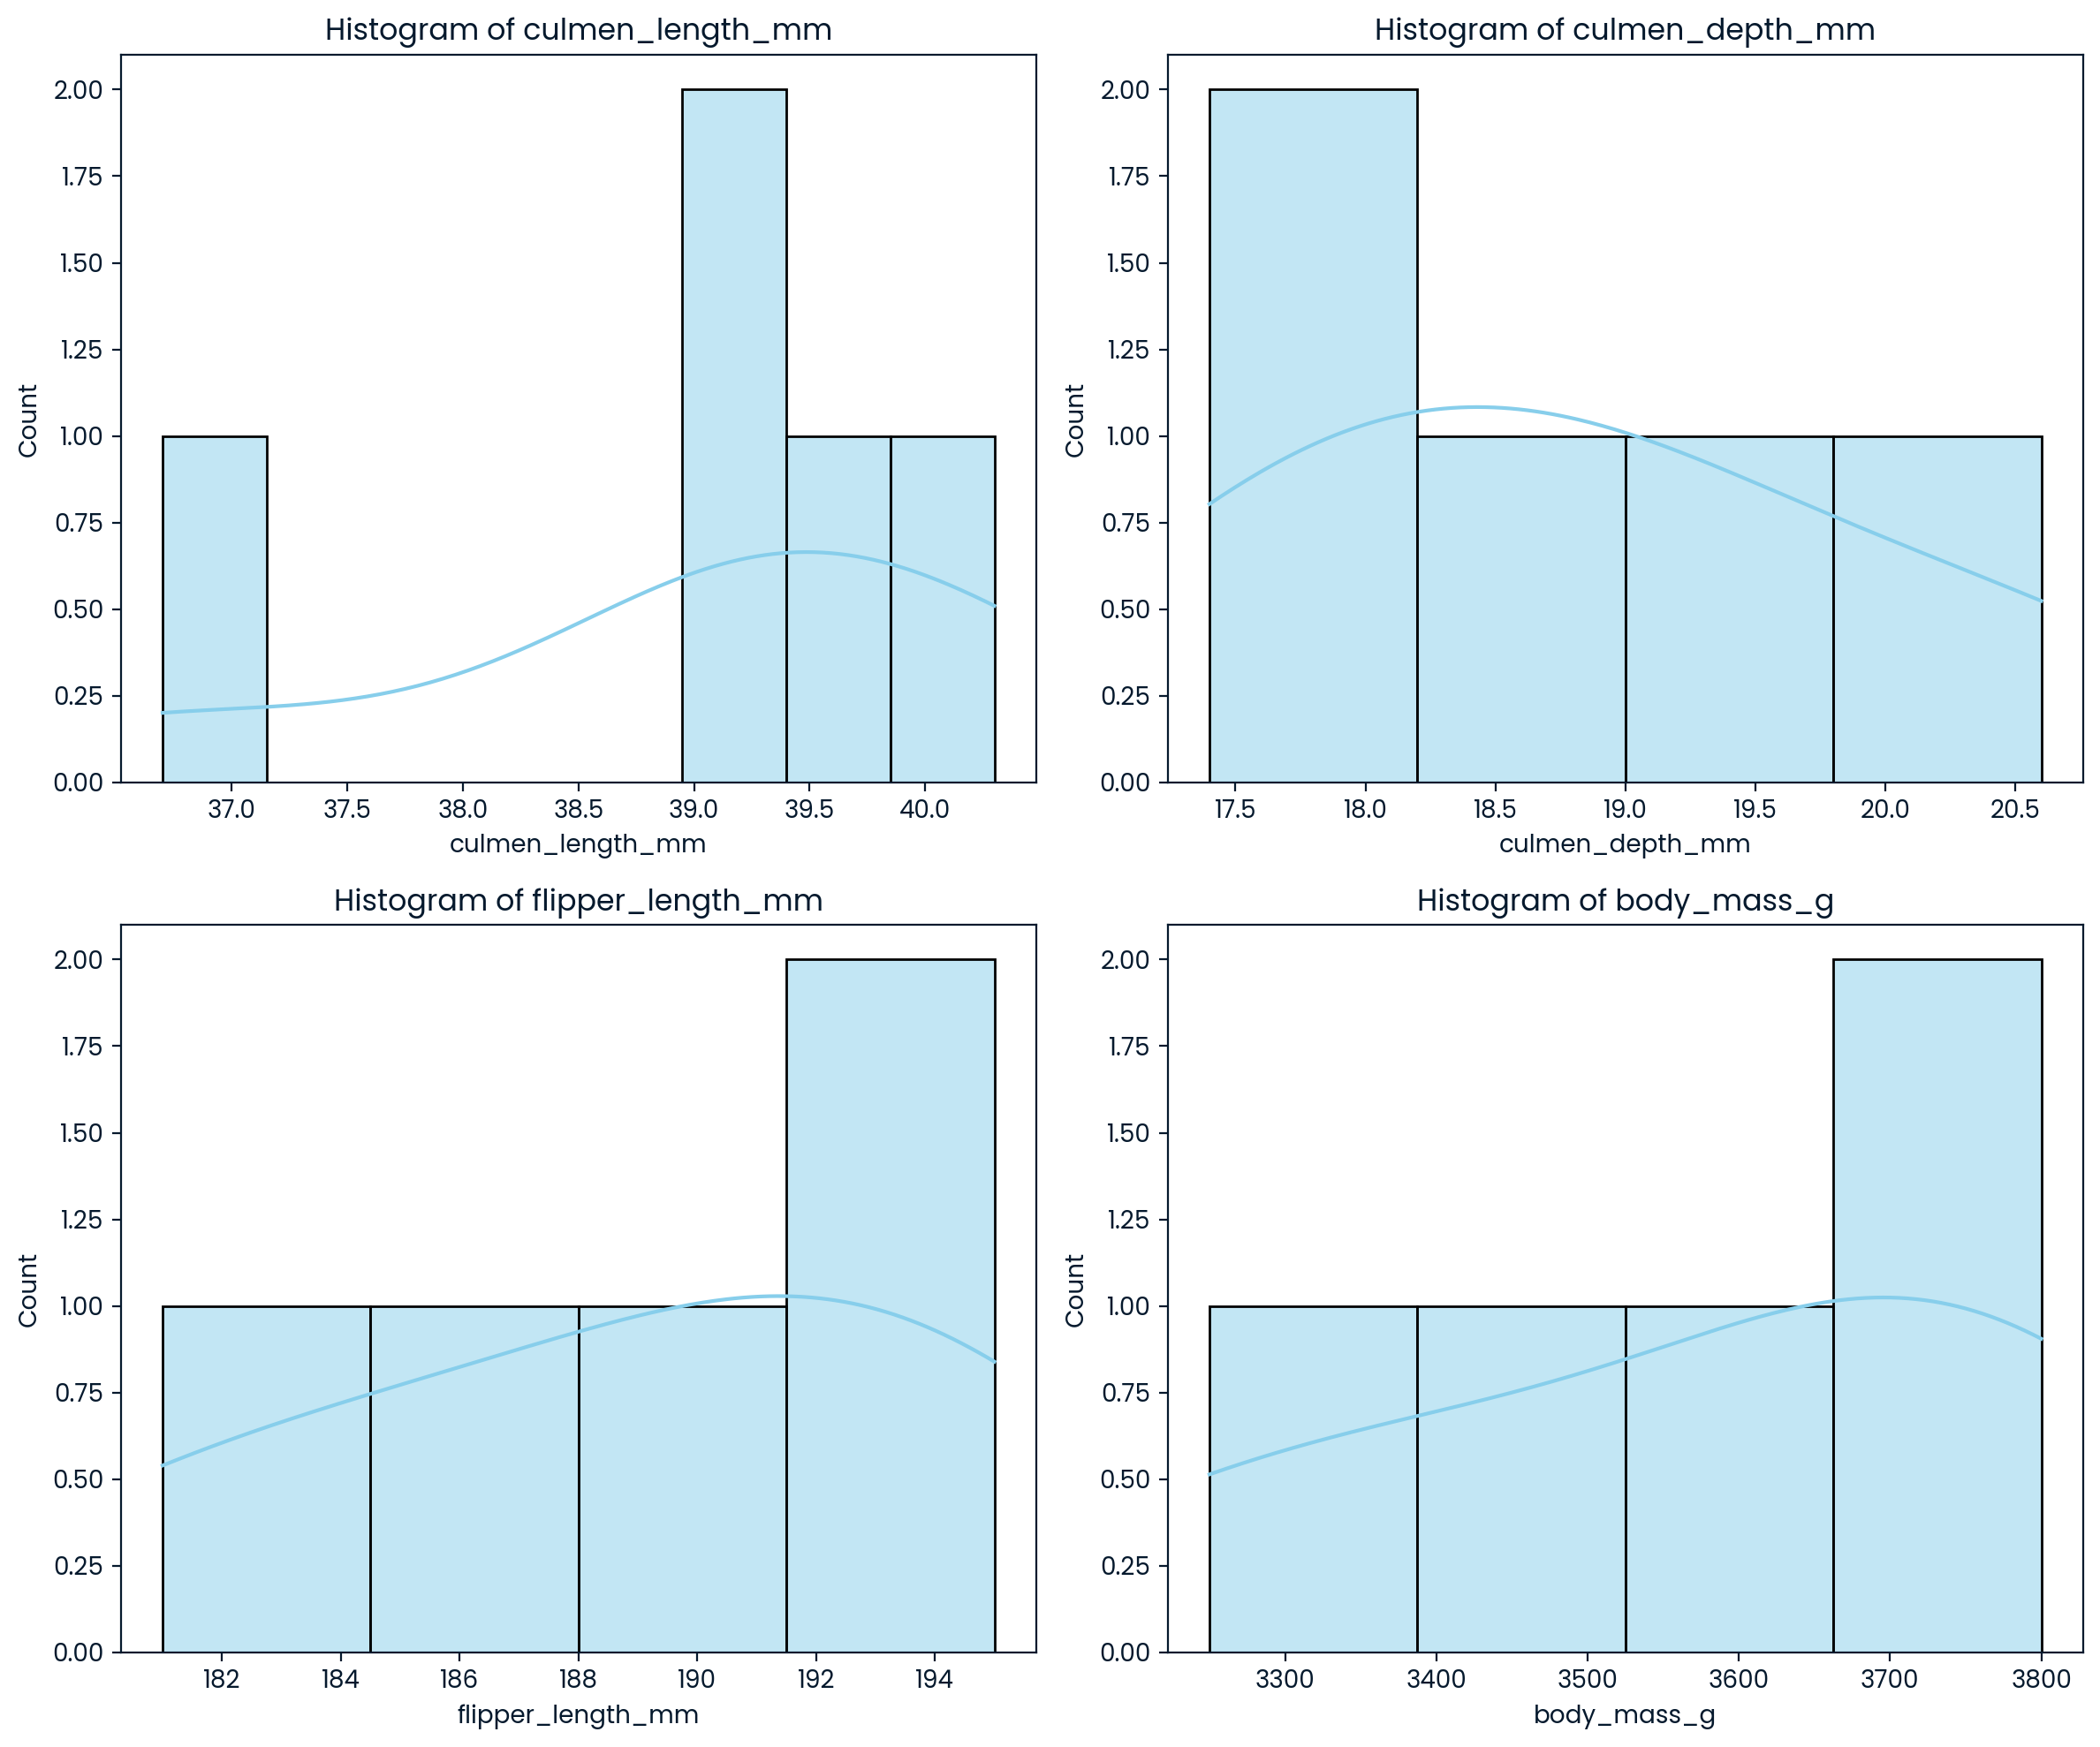 Histogram of culmen_length_mm
2.00
1.75
1.50
1.25
1.00
0.75
0.50
0.25
0.00
Count
37.0 37.5 38.0 38.5 39.0 39.5 40.0
culmen_length_mm
Histogram of culmen_depth_mm
2.00
1.75
1.50
1.25
1.00
0.75
0.50
0.25
0.00
Count
17.5 18.0 18.5 19.0 19.5 20.0 20.5
culmen_depth_mm
Histogram of flipper_length_mm
2.00
1.75
1.50
1.25
1.00
0.75
0.50
0.25
0.00
Count
182 184 186 188 190 192 194
flipper_length_mm
Histogram of body_mass_g
2.00
1.75
1.50
1.25
1.00
0.75
0.50
0.25
0.00
Count
3300 3400 3500 3600 3700 3800
body_mass_g